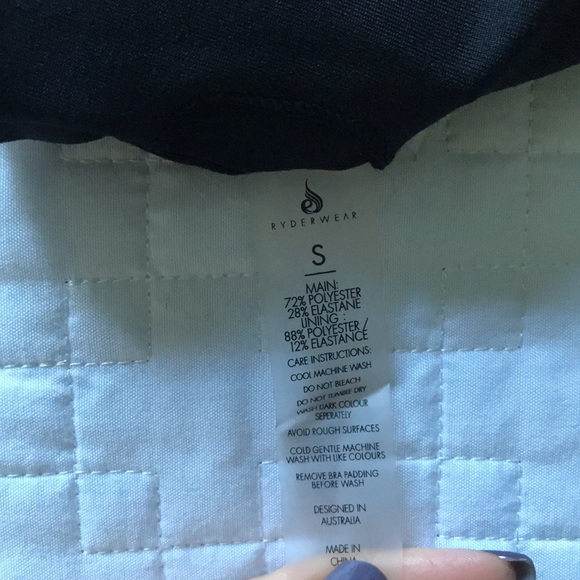 RYDERWEAR
S
MAIN:
72% POLYESTER
28% ELASTANE
LINING :
88% POLYESTER /
12% ELASTANCE
CARE INSTRUCTIONS:
COOL MACHINE WASH
DO NOT BLEACH
DO NOT TUMBLE DRY
WASH DARK COLOUR
SEPERATELY
AVOID ROUGH SURFACES
COLD GENTLE MACHINE
WASH WITH LIKE COLOURS
REMOVE BRA PADDING
BEFORE WASH
DESIGNED IN
AUSTRALIA
MADE IN
CHINA